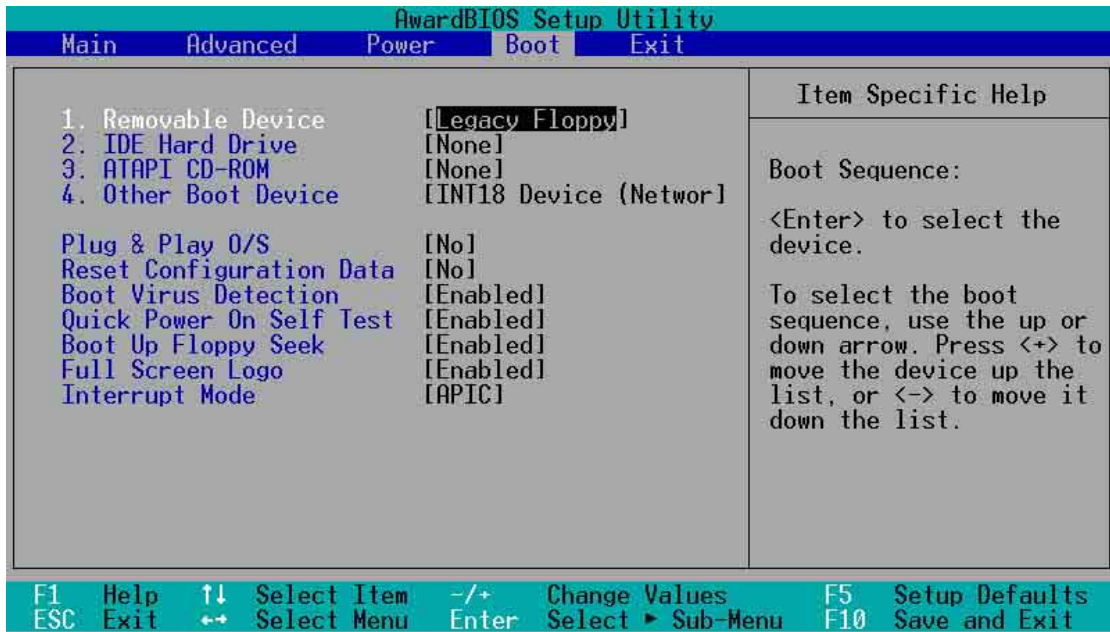 AwardBIOS Setup Utility
Main Advanced Power Boot Exit
1. Removable Device [Legacy Floppy]
2. IDE Hard Drive [None]
3. ATAPI CD-ROM [None]
4. Other Boot Device [INT18 Device (Networ]
Plug & Play O/S [No]
Reset Configuration Data [No]
Boot Virus Detection [Enabled]
Quick Power On Self Test [Enabled]
Boot Up Floppy Seek [Enabled]
Full Screen Logo [Enabled]
Interrupt Mode [APIC]
Item Specific Help
Boot Sequence:
<Enter> to select the
device.
To select the boot
sequence, use the up or
down arrow. Press <+> to
move the device up the
list, or <-> to move it
down the list.
F1 Help ↑↓ Select Item -/+ Change Values F5 Setup Defaults
ESC Exit ←→ Select Menu Enter Select ► Sub-Menu F10 Save and Exit